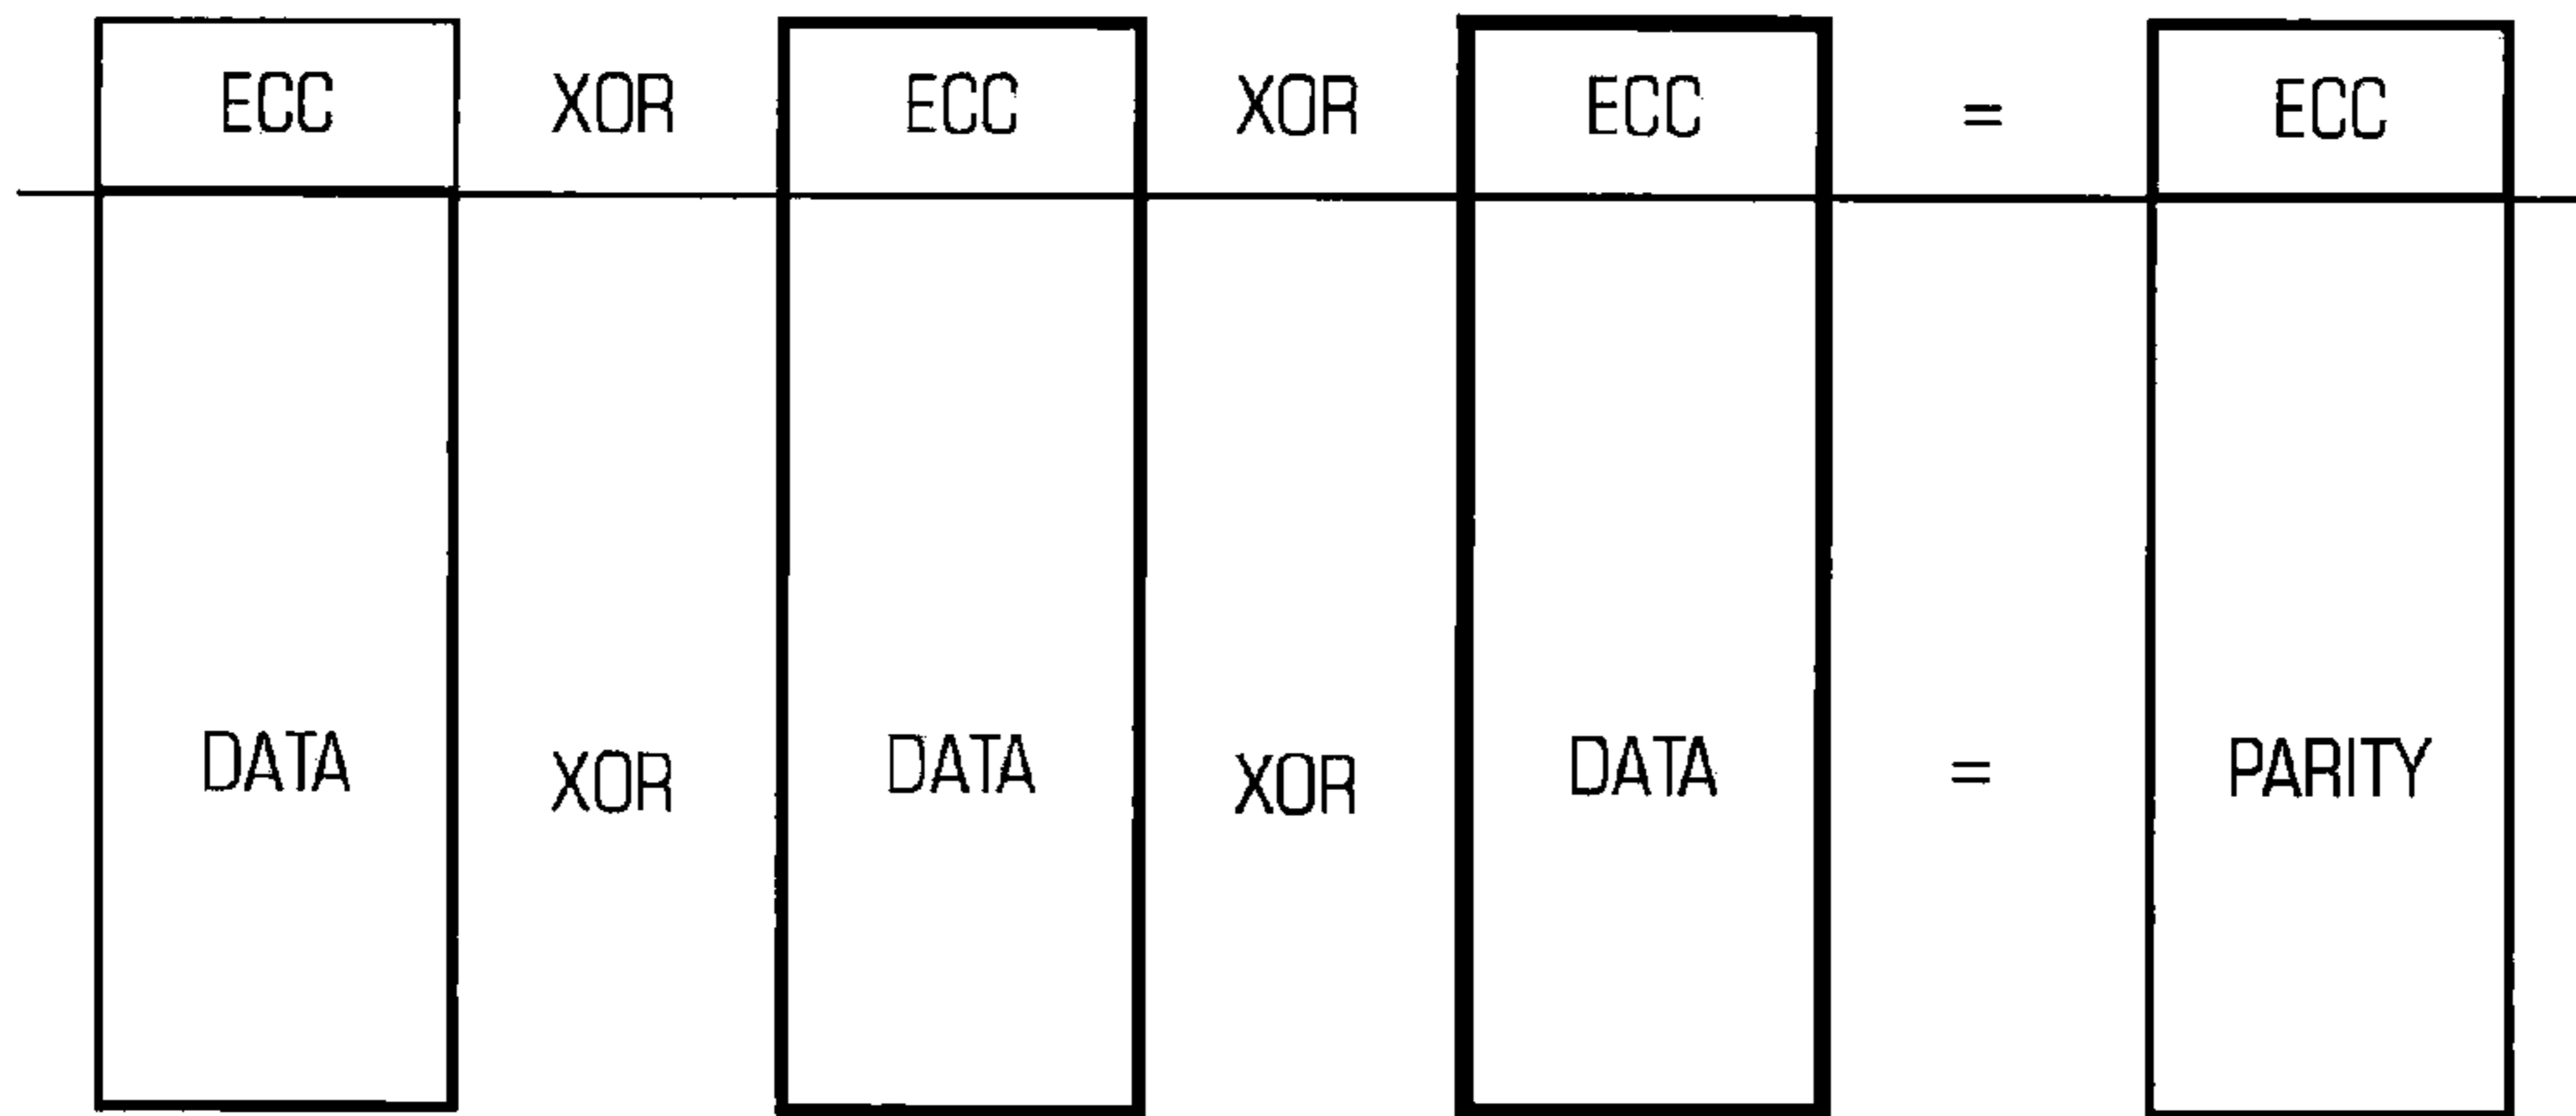 ECC XOR ECC XOR ECC = ECC
DATA XOR DATA XOR DATA = PARITY